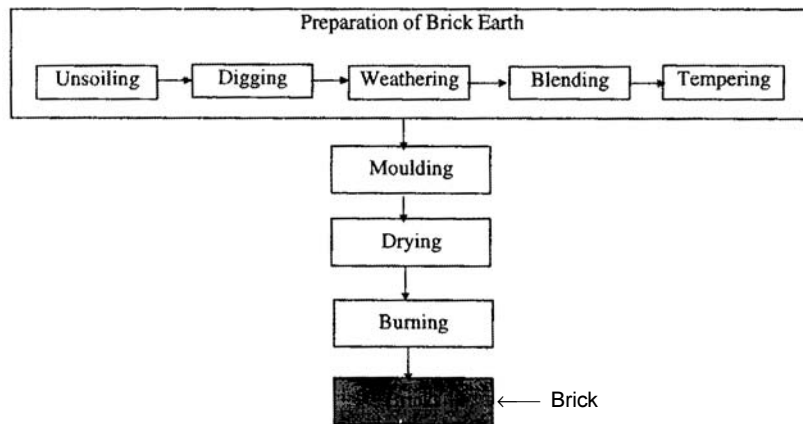 Preparation of Brick Earth
Unsoiling
Digging
Weathering
Blending
Tempering
Moulding
Drying
Burning
Brick